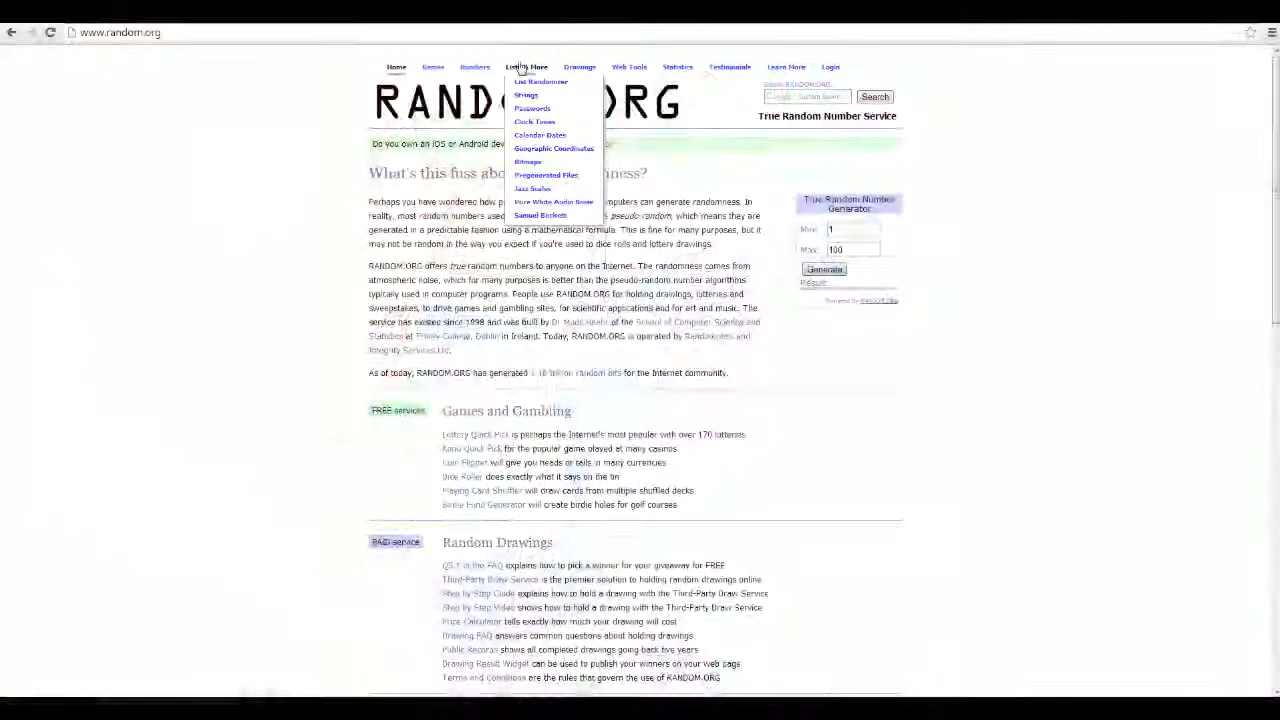 www.random.org
Home Games Numbers Lists & More Drawings Web Tools Statistics Testimonials Learn More Login
List Randomizer
Strings
Passwords
Clock Times
Calendar Dates
Geographic Coordinates
Bitmaps
Pregenerated Files
Jazz Scales
Pure White Audio Noise
Samuel Beckett
Search RANDOM.ORG
Search
True Random Number Service
Do you own an iOS or Android
What's this fuss
Perhaps you have wondered how computers can generate randomness. In
reality, most random numbers used pseudo-random, which means they are
generated in a predictable fashion using a mathematical formula. This is fine for many purposes, but it
may not be random in the way you expect if you're used to dice rolls and lottery drawings.
RANDOM.ORG offers true random numbers to anyone on the Internet. The randomness comes from
atmospheric noise, which for many purposes is better than the pseudo-random number algorithms
typically used in computer programs. People use RANDOM.ORG for holding drawings, lotteries and
sweepstakes, to drive games and gambling sites, for scientific applications and for art and music. The
service has existed since 1998 and was built by Dr Mads Haahr of the School of Computer Science and
Statistics at Trinity College, Dublin in Ireland. Today, RANDOM.ORG is operated by Randomness and
Integrity Services Ltd.
As of today, RANDOM.ORG has generated random bits for the Internet community.
True Random Number
Generator
Min: 1
Max: 100
Generate
Result:
Powered by RANDOM.ORG
FREE services
Games and Gambling
Lottery Quick Pick is perhaps the Internet's most popular with over 170 lotteries
Keno Quick Pick for the popular game played at many casinos
Coin Flipper will give you heads or tails in many currencies
Dice Roller does exactly what it says on the tin
Playing Card Shuffler will draw cards from multiple shuffled decks
Birdie Fund Generator will create birdie holes for golf courses
PAID service
Random Drawings
Q3.1 in the FAQ explains how to pick a winner for your giveaway for FREE
Third-Party Draw Service is the premier solution to holding random drawings online
Step by Step Guide explains how to hold a drawing with the Third-Party Draw Service
Step by Step Video shows how to hold a drawing with the Third-Party Draw Service
Price Calculator tells exactly how much your drawing will cost
Drawing FAQ answers common questions about holding drawings
Public Records shows all completed drawings going back five years
Drawing Result Widget can be used to publish your winners on your web page
Terms and Conditions are the rules that govern the use of RANDOM.ORG